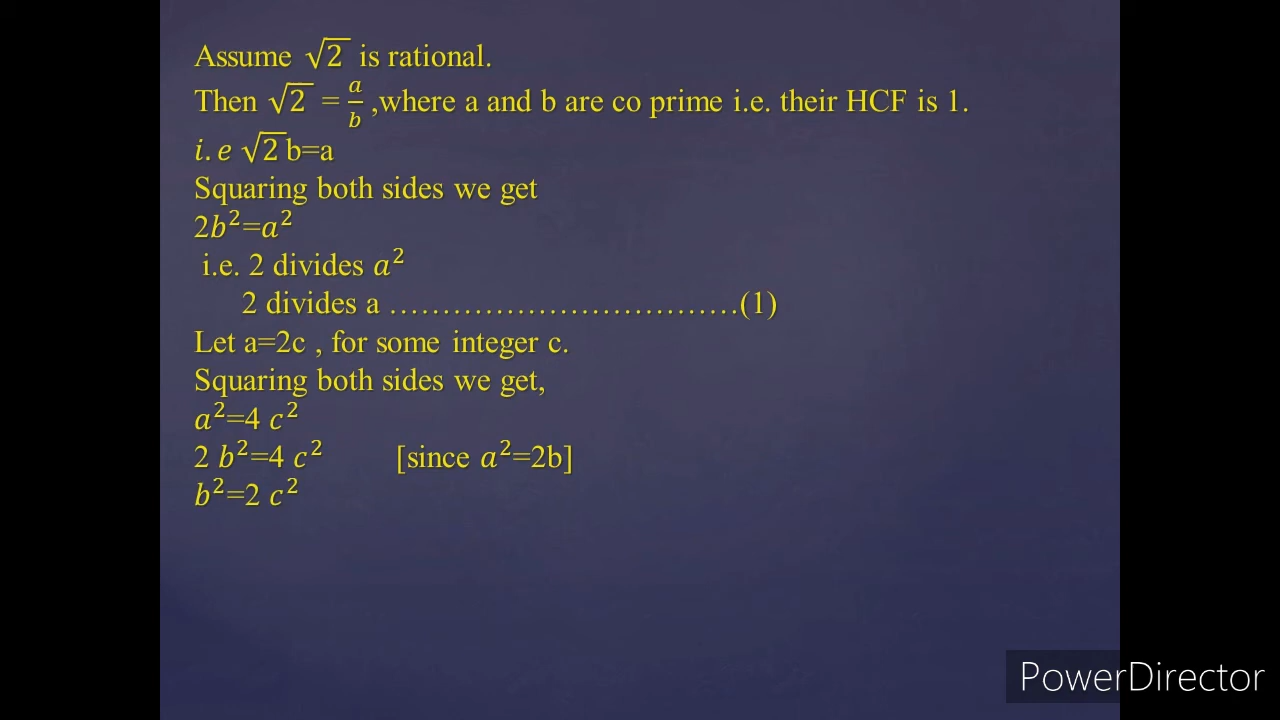 Assume √2 is rational.
Then √2 = a/b ,where a and b are co prime i.e. their HCF is 1.
i.e √2 b=a
Squaring both sides we get
2b²=a²
i.e. 2 divides a²
2 divides a ……………………………(1)
Let a=2c , for some integer c.
Squaring both sides we get,
a²=4 c²
2 b²=4 c² [since a²=2b]
b²=2 c²
PowerDirector